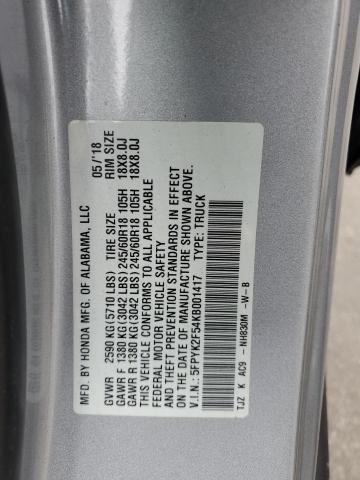 MFD. BY HONDA MFG. OF ALABAMA, LLC 05/'18
GVWR 2590 KG(5710 LBS) TIRE SIZE RIM SIZE
GAWR F 1380 KG(3042 LBS)245/60R18 105H 18X8.0J
GAWR R 1380 KG(3042 LBS)245/60R18 105H 18X8.0J
THIS VEHICLE CONFORMS TO ALL APPLICABLE
FEDERAL MOTOR VEHICLE SAFETY
AND THEFT PREVENTION STANDARDS IN EFFECT
ON THE DATE OF MANUFACTURE SHOWN ABOVE.
V.I.N.: 5FPYK2F54KB001417 TYPE: TRUCK
TJZ K AC9 - NH830M -W-B